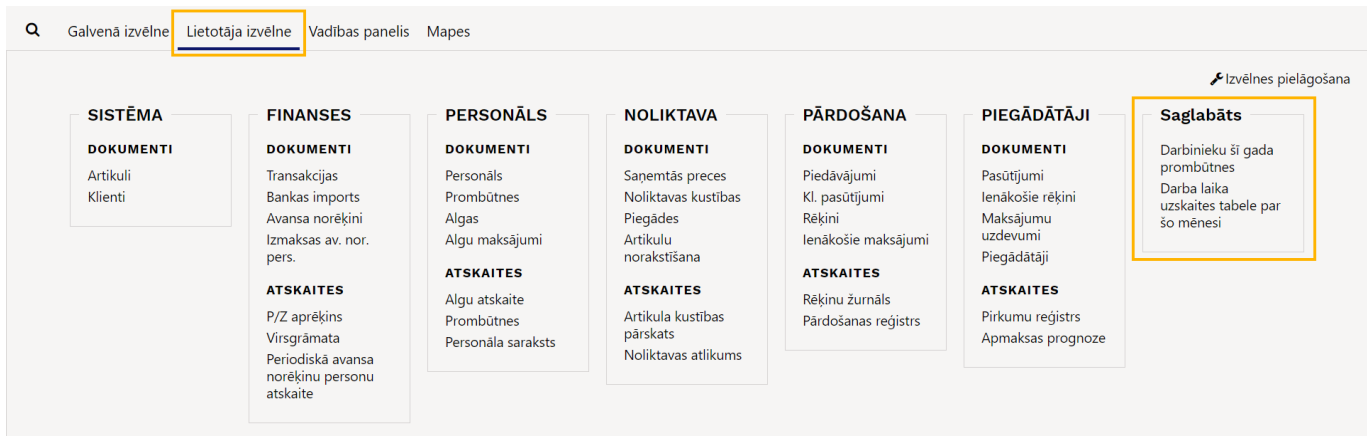 Galvenā izvēlne Lietotāja izvēlne Vadības panelis Mapes
Izvēlnes pielāgošana
SISTĒMA
DOKUMENTI
Artikuli
Klienti
FINANSES
DOKUMENTI
Transakcijas
Bankas imports
Avansa norēķini
Izmaksas av. nor.
pers.
ATSKAITES
P/Z aprēķins
Virsgrāmata
Periodiskā avansa
norēķinu personu
atskaite
PERSONĀLS
DOKUMENTI
Personāls
Prombūtnes
Algas
Algu maksājumi
ATSKAITES
Algu atskaite
Prombūtnes
Personāla saraksts
NOLIKTAVA
DOKUMENTI
Saņemtās preces
Noliktavas kustības
Piegādes
Artikulu
norakstīšana
ATSKAITES
Artikula kustības
pārskats
Noliktavas atlikums
PĀRDOŠANA
DOKUMENTI
Piedāvājumi
Kl. pasūtījumi
Rēķini
Ienākošie maksājumi
ATSKAITES
Rēķinu žurnāls
Pārdošanas reģistrs
PIEGĀDĀTĀJI
DOKUMENTI
Pasūtījumi
Ienākošie rēķini
Maksājumu
uzdevumi
Piegādātāji
ATSKAITES
Pirkumu reģistrs
Apmaksas prognoze
Saglabāts
Darbinieku šī gada
prombūtnes
Darba laika
uzskaites tabele par
šo mēnesi